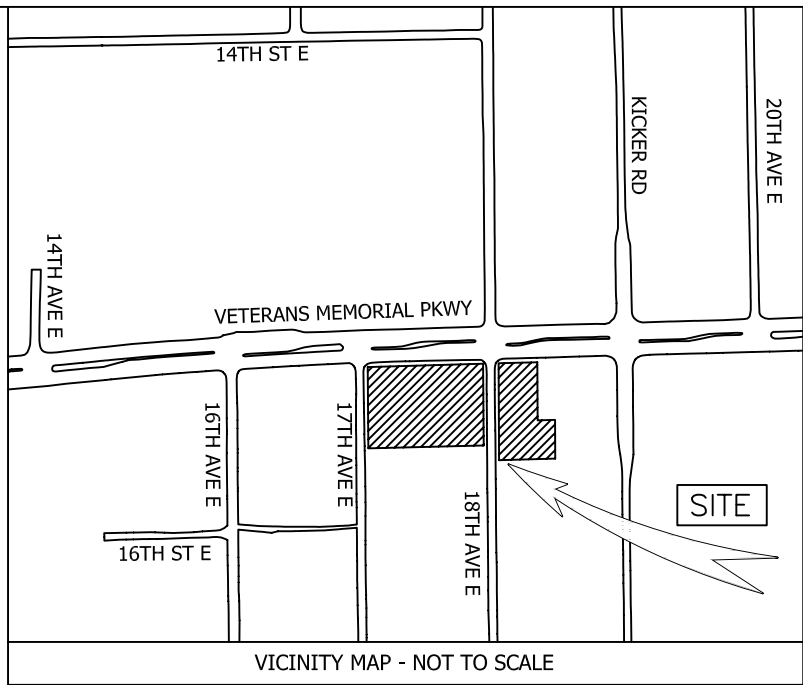 14TH ST E
KICKER RD
20TH AVE E
14TH AVE E
VETERANS MEMORIAL PKWY
16TH AVE E
17TH AVE E
18TH AVE E
SITE
16TH ST E
VICINITY MAP - NOT TO SCALE